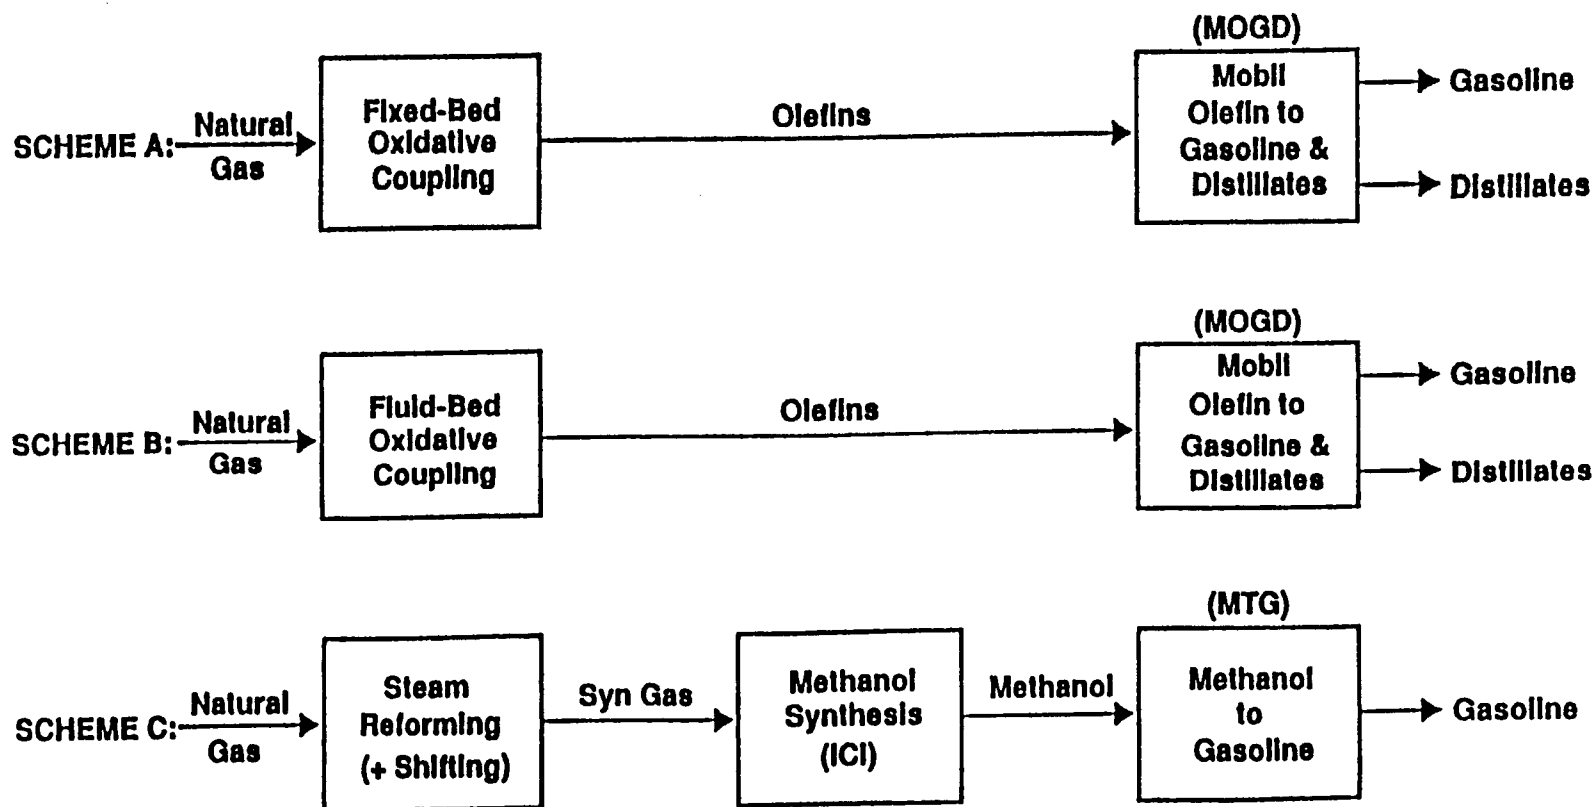 SCHEME A:
Natural
Gas
Fixed-Bed
Oxidative
Coupling
Olefins
(MOGD)
Mobil
Olefin to
Gasoline &
Distillates
Gasoline
Distillates
SCHEME B:
Natural
Gas
Fluid-Bed
Oxidative
Coupling
Olefins
(MOGD)
Mobil
Olefin to
Gasoline &
Distillates
Gasoline
Distillates
SCHEME C:
Natural
Gas
Steam
Reforming
(+ Shifting)
Syn Gas
Methanol
Synthesis
(ICI)
Methanol
(MTG)
Methanol
to
Gasoline
Gasoline